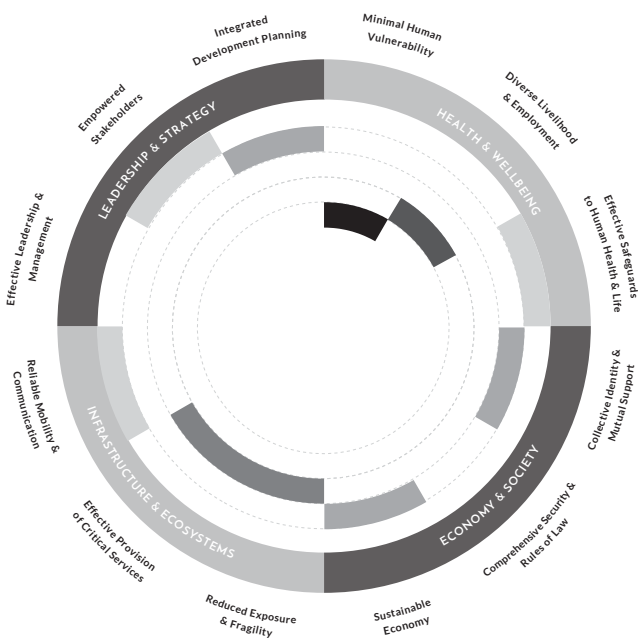 Integrated
Development Planning
Minimal Human
Vulnerability
Diverse Livelihood
& Employment
Effective Safeguards
to Human Health & Life
Collective Identity &
Mutual Support
Comprehensive Security &
Rules of Law
Sustainable
Economy
Reduced Exposure
& Fragility
Effective Provision
of Critical Services
Reliable Mobility &
Communication
Effective Leadership &
Management
Empowered
Stakeholders
LEADERSHIP & STRATEGY
HEALTH & WELLBEING
ECONOMY & SOCIETY
INFRASTRUCTURE & ECOSYSTEMS